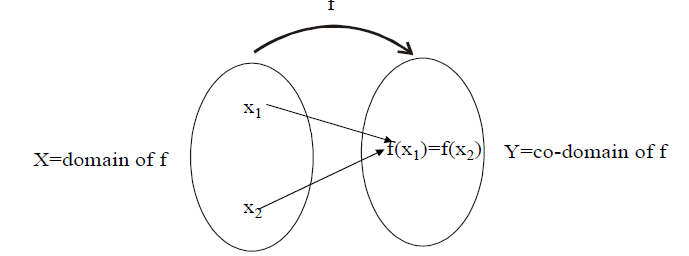 f
x₁
X=domain of f
f(x₁)=f(x₂)
Y=co-domain of f
x₂